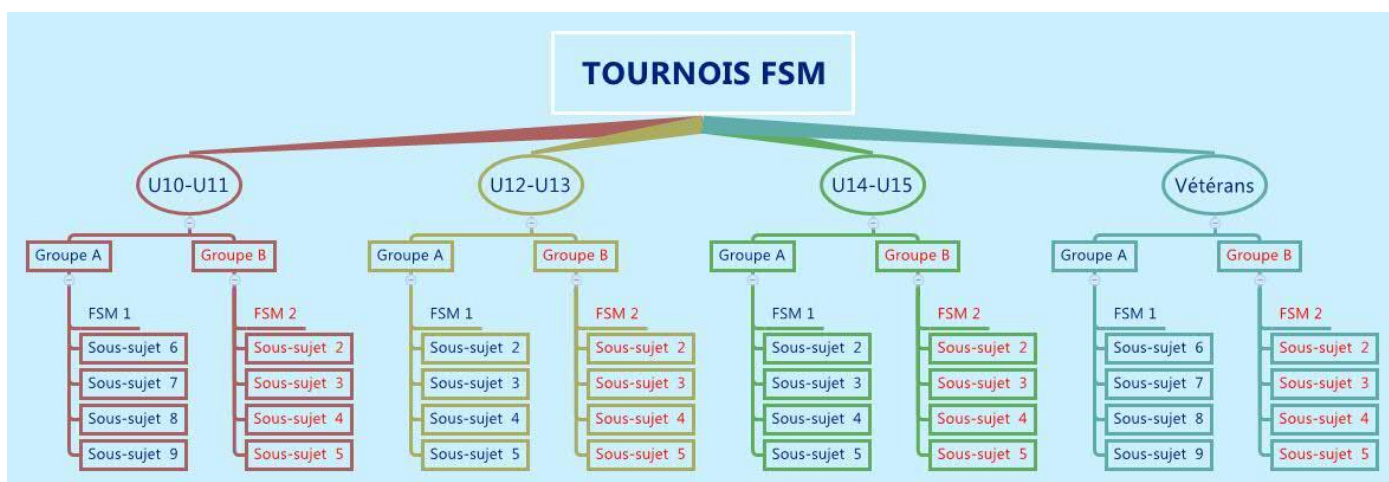 TOURNOIS FSM
U10-U11
U12-U13
U14-U15
Vétérans
Groupe A
Groupe B
Groupe A
Groupe B
Groupe A
Groupe B
Groupe A
Groupe B
FSM 1
Sous-sujet 6
Sous-sujet 7
Sous-sujet 8
Sous-sujet 9
FSM 2
Sous-sujet 2
Sous-sujet 3
Sous-sujet 4
Sous-sujet 5
FSM 1
Sous-sujet 2
Sous-sujet 3
Sous-sujet 4
Sous-sujet 5
FSM 2
Sous-sujet 2
Sous-sujet 3
Sous-sujet 4
Sous-sujet 5
FSM 1
Sous-sujet 2
Sous-sujet 3
Sous-sujet 4
Sous-sujet 5
FSM 2
Sous-sujet 2
Sous-sujet 3
Sous-sujet 4
Sous-sujet 5
FSM 1
Sous-sujet 6
Sous-sujet 7
Sous-sujet 8
Sous-sujet 9
FSM 2
Sous-sujet 2
Sous-sujet 3
Sous-sujet 4
Sous-sujet 5